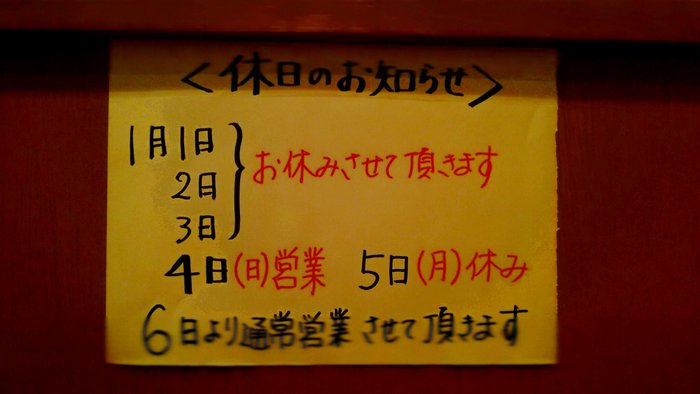 <休日のお知らせ>
1月1日
2日
3日
お休みさせて頂きます
4日(日)営業 5日(月)休み
6日より通常営業させて頂きます